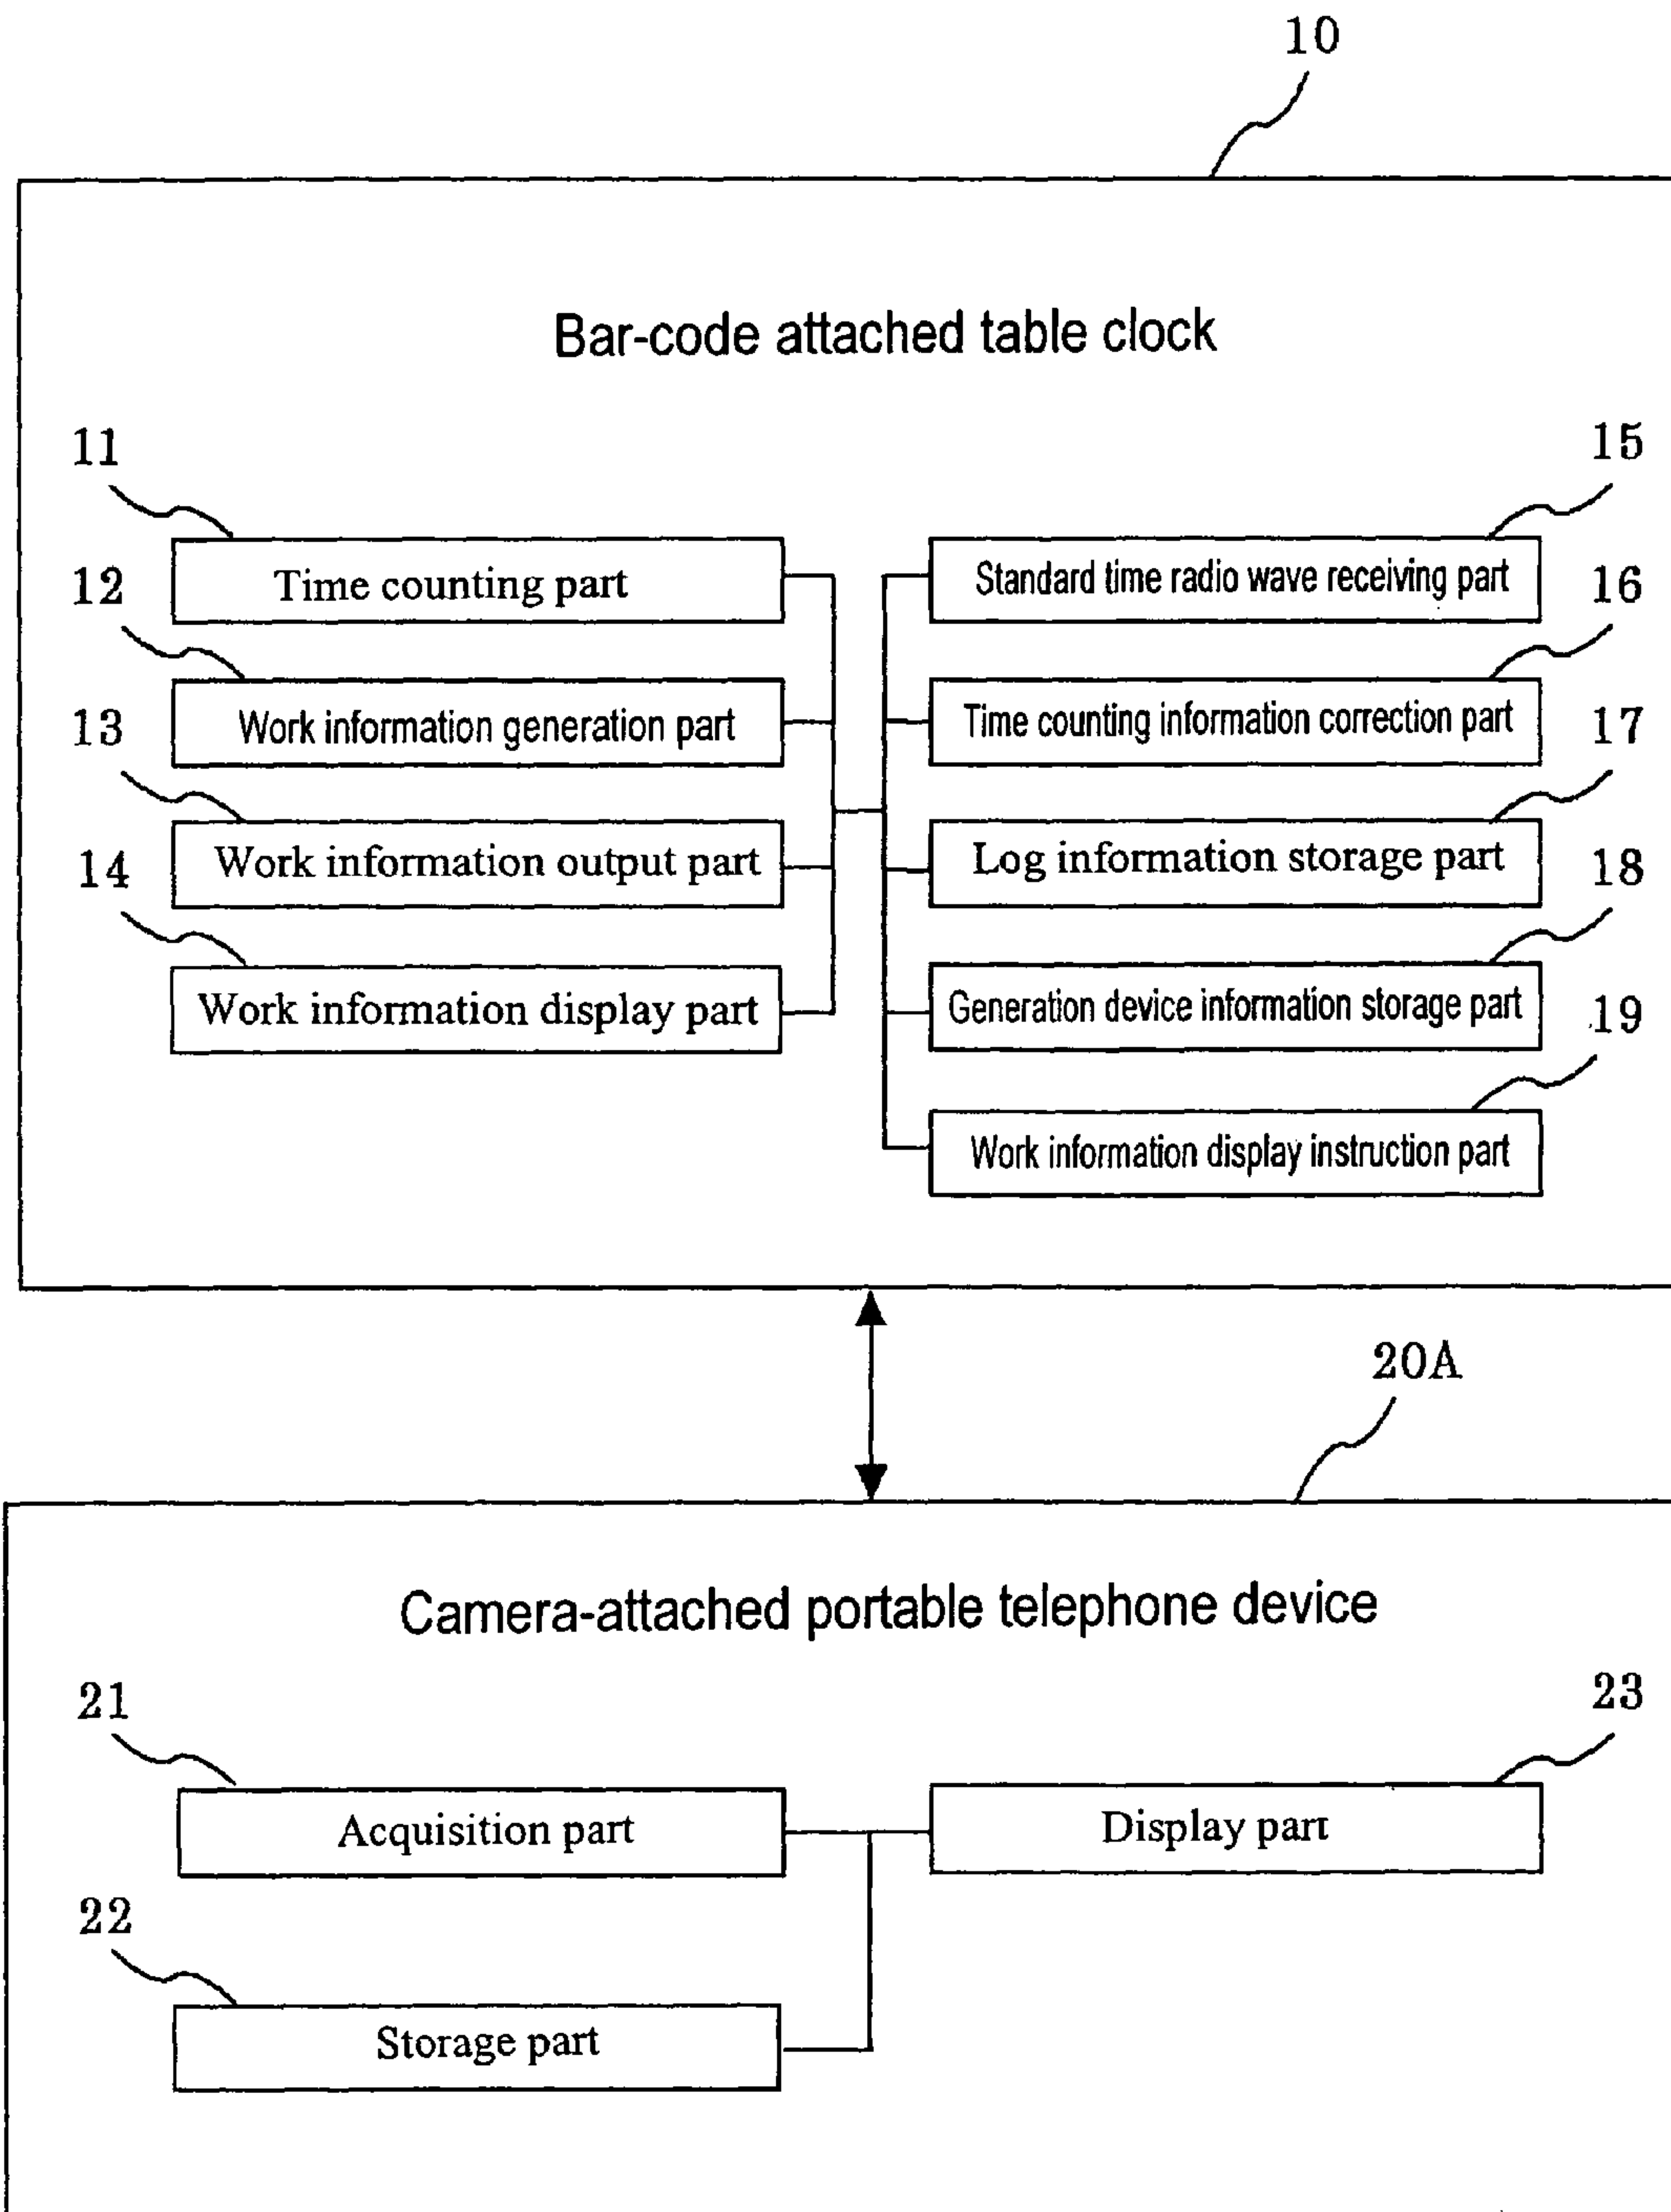 10
Bar-code attached table clock
11
Time counting part
12
Work information generation part
13
Work information output part
14
Work information display part
15
Standard time radio wave receiving part
16
Time counting information correction part
17
Log information storage part
18
Generation device information storage part
19
Work information display instruction part
20A
Camera-attached portable telephone device
21
Acquisition part
22
Storage part
23
Display part